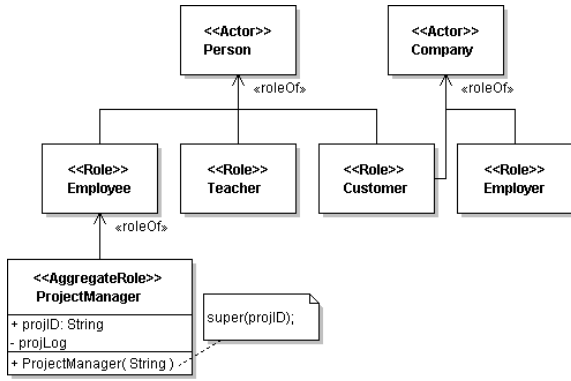 <<Actor>>
Person
<<Actor>>
Company
«roleOf»
«roleOf»
<<Role>>
Employee
<<Role>>
Teacher
<<Role>>
Customer
<<Role>>
Employer
«roleOf»
<<AggregateRole>>
ProjectManager
+ projID: String
- projLog
+ ProjectManager( String )
super(projID);